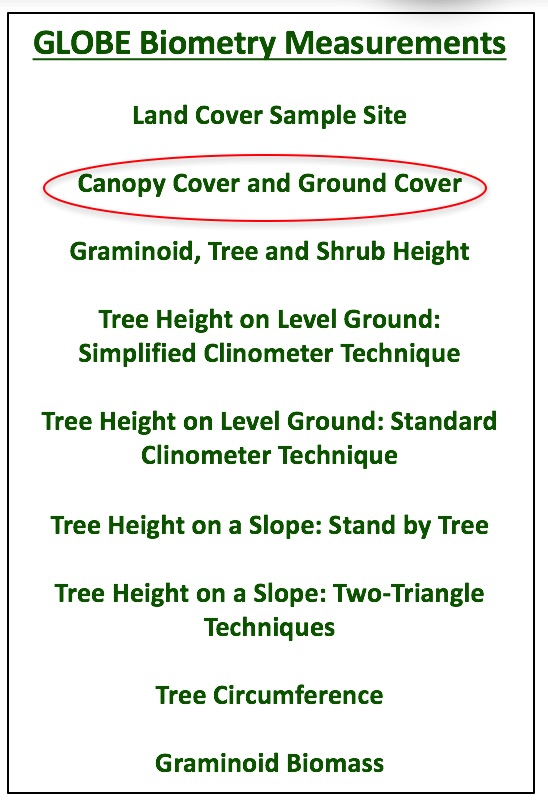 GLOBE Biometry Measurements
Land Cover Sample Site
Canopy Cover and Ground Cover
Graminoid, Tree and Shrub Height
Tree Height on Level Ground:
Simplified Clinometer Technique
Tree Height on Level Ground: Standard
Clinometer Technique
Tree Height on a Slope: Stand by Tree
Tree Height on a Slope: Two-Triangle
Techniques
Tree Circumference
Graminoid Biomass